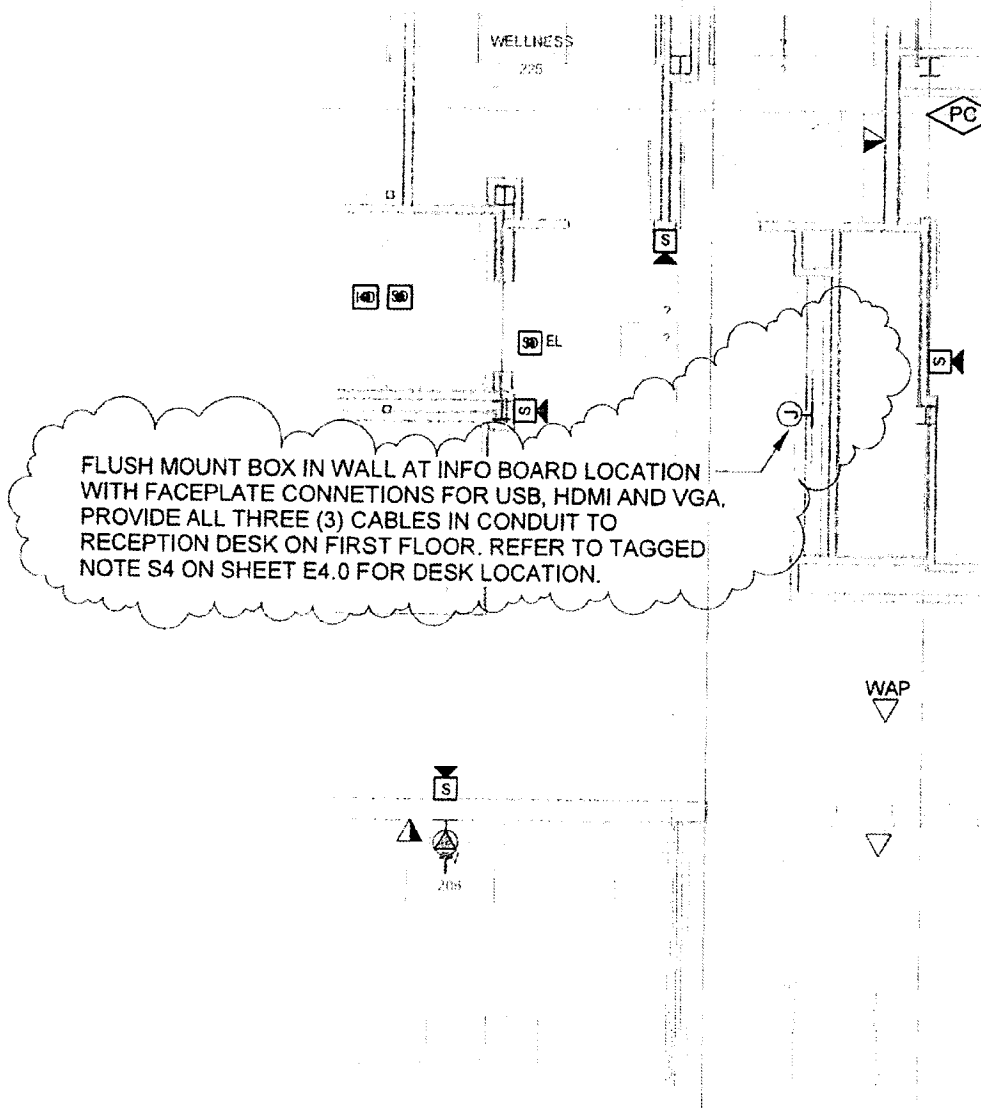 WELLNESS
225
PC
S
S
EL
S
S
J
FLUSH MOUNT BOX IN WALL AT INFO BOARD LOCATION
WITH FACEPLATE CONNETIONS FOR USB, HDMI AND VGA.
PROVIDE ALL THREE (3) CABLES IN CONDUIT TO
RECEPTION DESK ON FIRST FLOOR. REFER TO TAGGED
NOTE S4 ON SHEET E4.0 FOR DESK LOCATION.
WAP
S